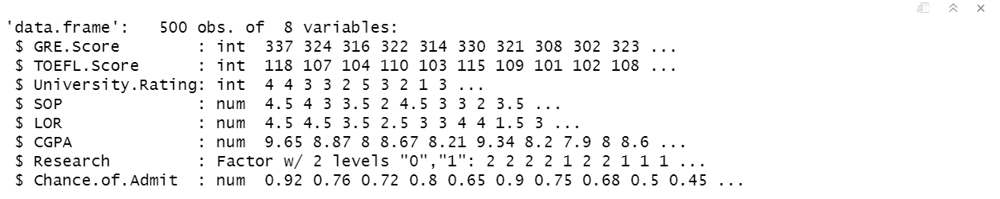 'data.frame':   500 obs. of  8 variables:
 $ GRE.Score        : int  337 324 316 322 314 330 321 308 302 323 ...
 $ TOEFL.Score      : int  118 107 104 110 103 115 109 101 102 108 ...
 $ University.Rating: int  4 4 3 3 2 5 3 2 1 3 ...
 $ SOP              : num  4.5 4 3 3.5 2 4.5 3 3 2 3.5 ...
 $ LOR              : num  4.5 4.5 3.5 2.5 3 3 4 4 1.5 3 ...
 $ CGPA             : num  9.65 8.87 8 8.67 8.21 9.34 8.2 7.9 8 8.6 ...
 $ Research         : Factor w/ 2 levels "0","1": 2 2 2 2 1 2 2 1 1 1 ...
 $ Chance.of.Admit  : num  0.92 0.76 0.72 0.8 0.65 0.9 0.75 0.68 0.5 0.45 ...